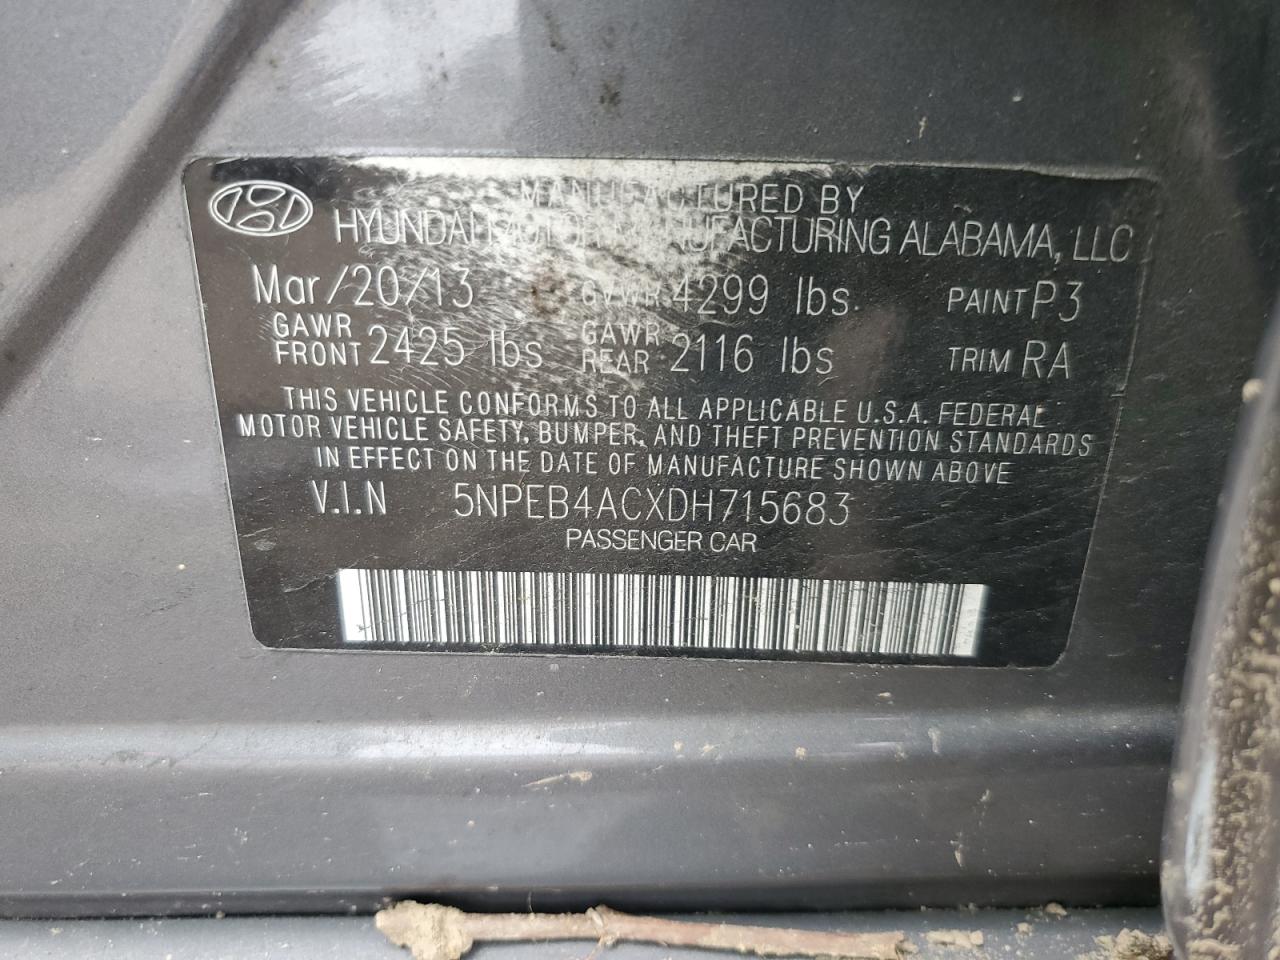 MANUFACTURED BY
HYUNDAI MOTOR MANUFACTURING ALABAMA, LLC
Mar/20/13 GVWR 4299 lbs. PAINT P3
GAWR FRONT 2425 lbs GAWR REAR 2116 lbs TRIM RA
THIS VEHICLE CONFORMS TO ALL APPLICABLE U.S.A. FEDERAL
MOTOR VEHICLE SAFETY, BUMPER, AND THEFT PREVENTION STANDARDS
IN EFFECT ON THE DATE OF MANUFACTURE SHOWN ABOVE
V.I.N 5NPEB4ACXDH715683
PASSENGER CAR